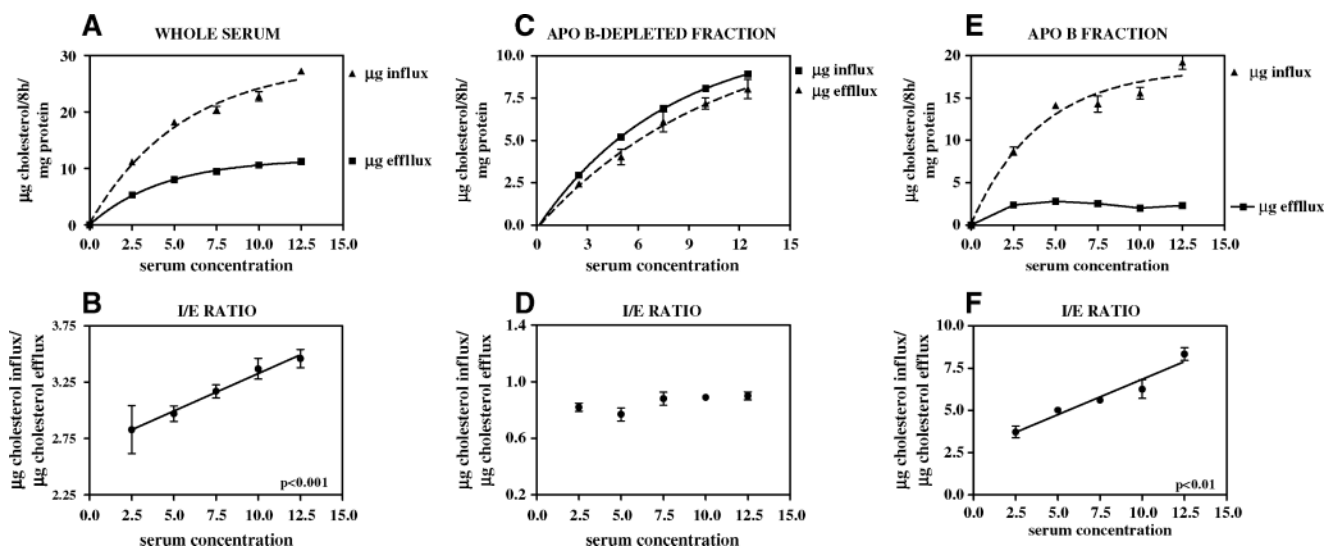 A
WHOLE SERUM
µg cholesterol/8h/
mg protein
30
20
10
0
0.0 2.5 5.0 7.5 10.0 12.5 15.0
serum concentration
µg influx
µg effllux
C
APO B-DEPLETED FRACTION
µg cholesterol/8h/
mg protein
10.0
7.5
5.0
2.5
0.0
0 3 6 9 12 15
serum concentration
µg influx
µg effllux
E
APO B FRACTION
µg cholesterol/8h/
mg protein
20
15
10
5
0
0.0 2.5 5.0 7.5 10.0 12.5 15.0
serum concentration
µg influx
µg effllux
B
I/E RATIO
µg cholesterol influx/
µg cholesterol efflux
3.75
3.25
2.75
2.25
p<0.001
0.0 2.5 5.0 7.5 10.0 12.5 15.0
serum concentration
D
I/E RATIO
µg cholesterol influx/
µg cholesterol efflux
1.4
1.0
0.6
0.2
0.0 2.5 5.0 7.5 10.0 12.5 15.0
serum concentration
F
I/E RATIO
µg cholesterol influx/
µg cholesterol efflux
10.0
7.5
5.0
2.5
0.0
p<0.01
0.0 2.5 5.0 7.5 10.0 12.5 15.0
serum concentration